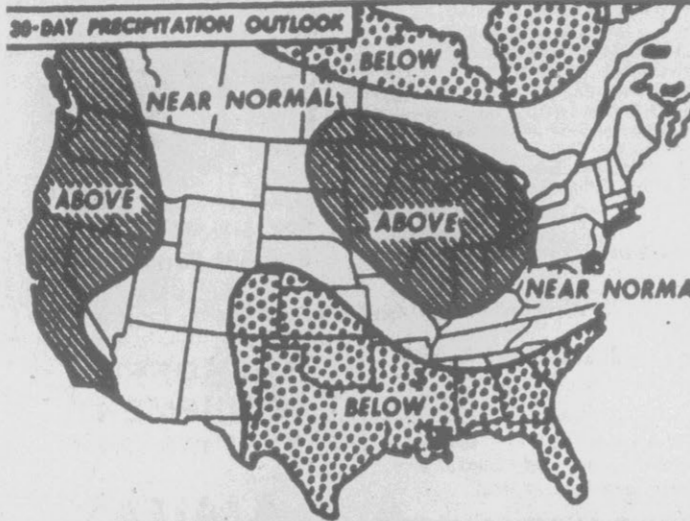 30-DAY PRECIPITATION OUTLOOK
BELOW
NEAR NORMAL
ABOVE
ABOVE
NEAR NORMA
BELOW